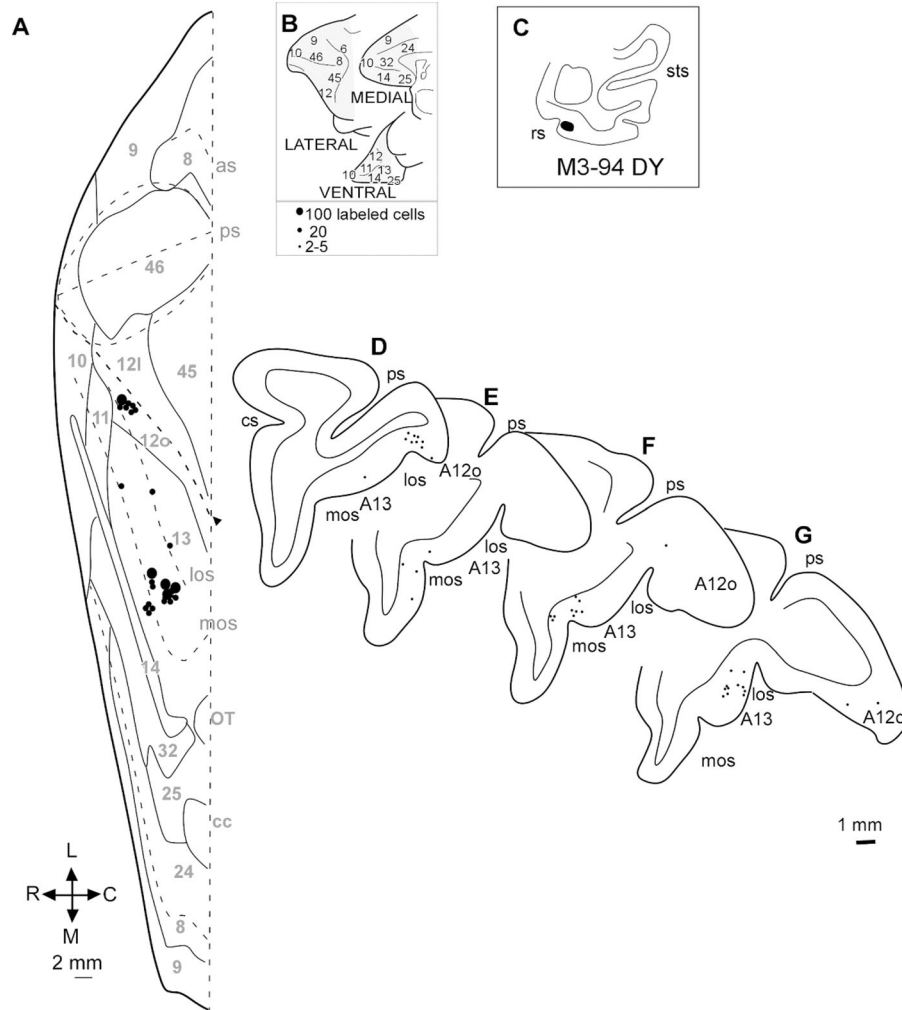 A
9
8
as
ps
46
10
12l
45
11
12o
13
los
mos
14
OT
32
25
cc
24
8
9
L
R
C
M
2 mm
B
9
6
10
46
8
45
12
LATERAL
9
24
10
32
14
25
MEDIAL
12
11
13
10
14
25
VENTRAL
100 labeled cells
20
2-5
C
sts
rs
M3-94 DY
D
ps
cs
los
A12o
A13
mos
E
ps
los
A13
mos
F
ps
A12o
los
A13
mos
G
ps
los
A13
A12o
mos
1 mm